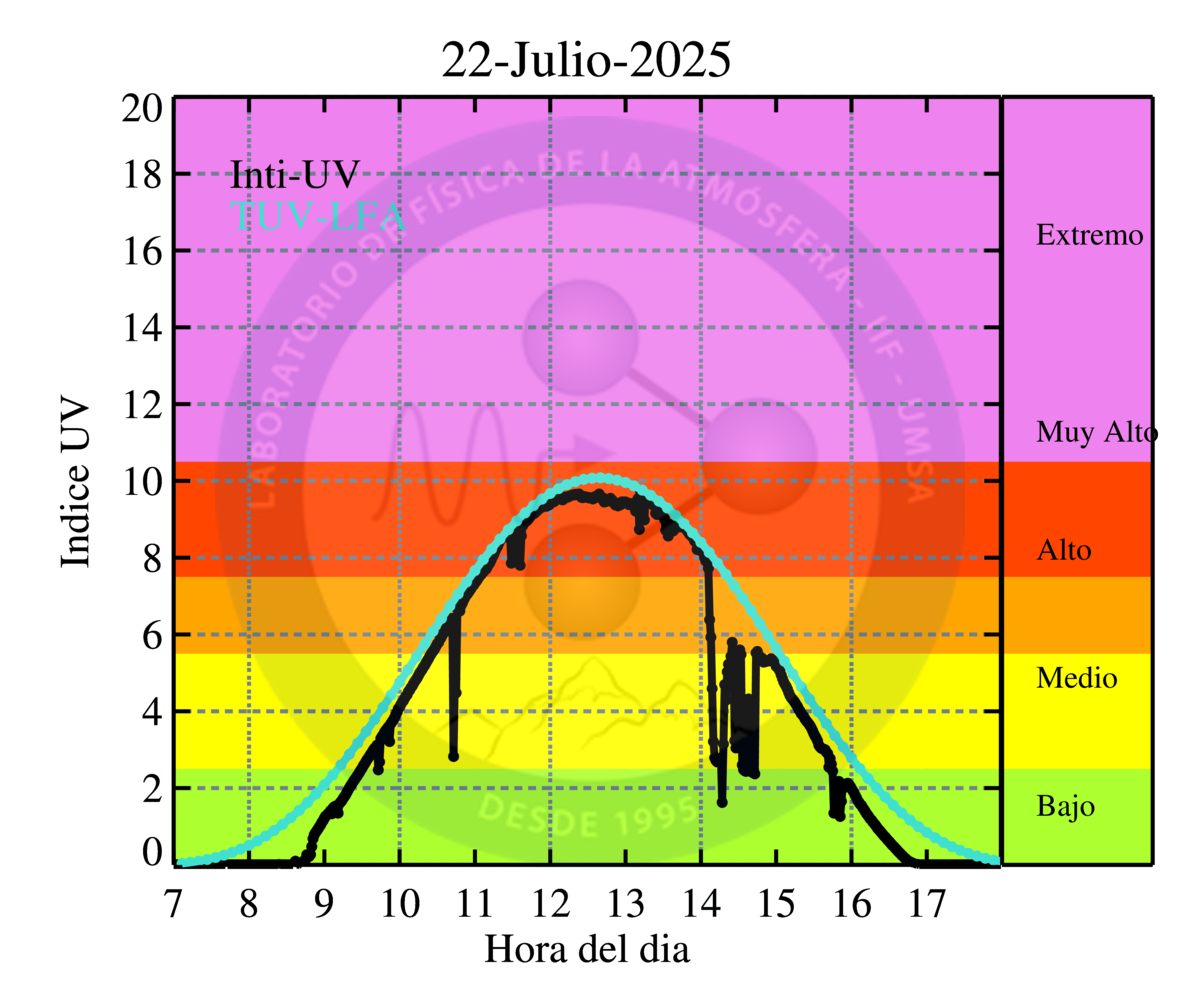 22-Julio-2025
Indice UV
20
18
16
14
12
10
8
6
4
2
0
Inti-UV
TUV-LFA
LABORATORIO DE FÍSICA DE LA ATMÓSFERA - IIF - UMSA
DESDE 1995
Extremo
Muy Alto
Alto
Medio
Bajo
7 8 9 10 11 12 13 14 15 16 17
Hora del dia